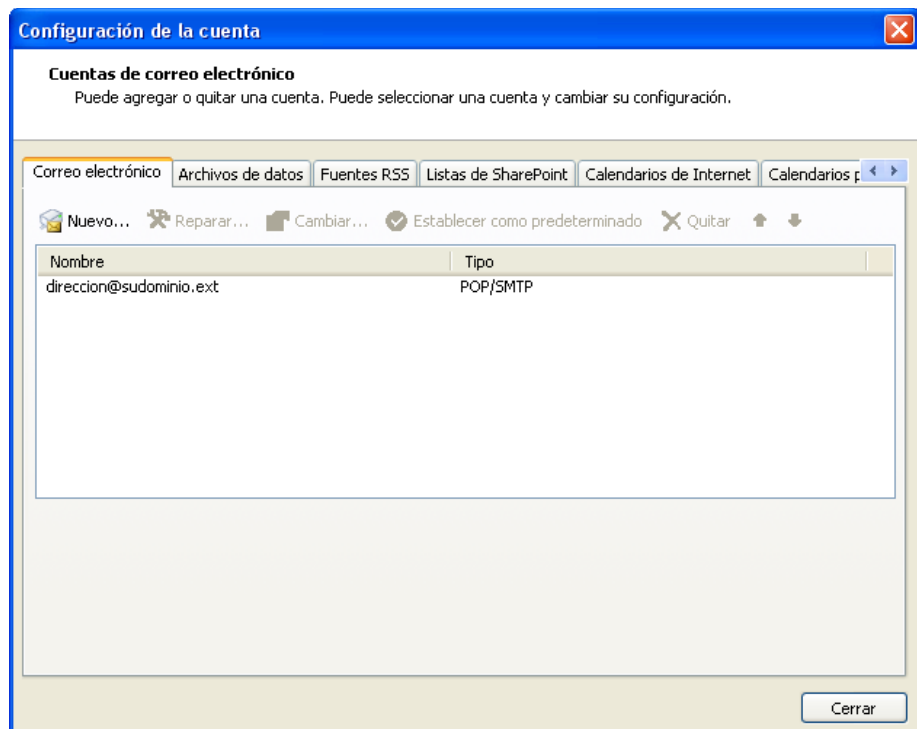 Configuración de la cuenta
Cuentas de correo electrónico
Puede agregar o quitar una cuenta. Puede seleccionar una cuenta y cambiar su configuración.
Correo electrónico Archivos de datos Fuentes RSS Listas de SharePoint Calendarios de Internet Calendarios
Nuevo... Reparar... Cambiar... Establecer como predeterminado Quitar
Nombre Tipo
direccion@sudominio.ext POP/SMTP
Cerrar